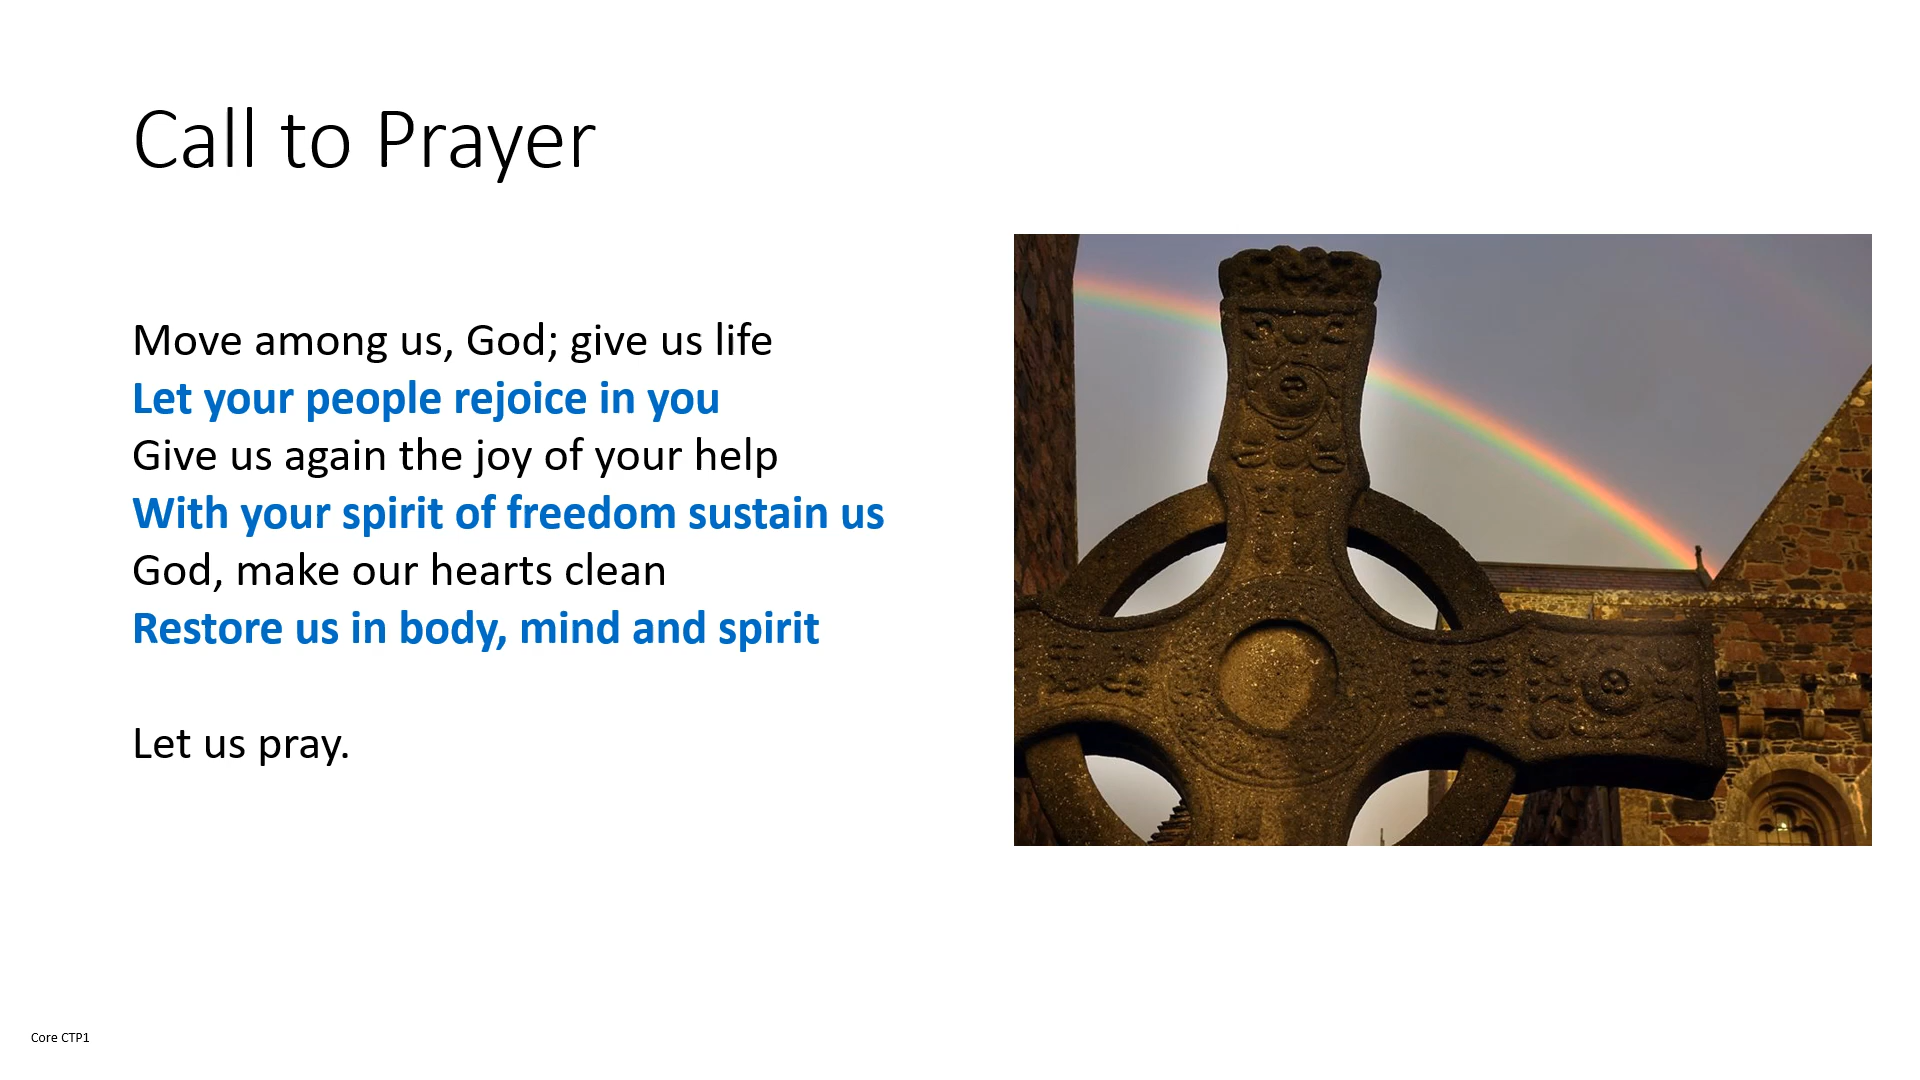 Call to Prayer
Move among us, God; give us life
Let your people rejoice in you
Give us again the joy of your help
With your spirit of freedom sustain us
God, make our hearts clean
Restore us in body, mind and spirit
Let us pray.
Core CTP1